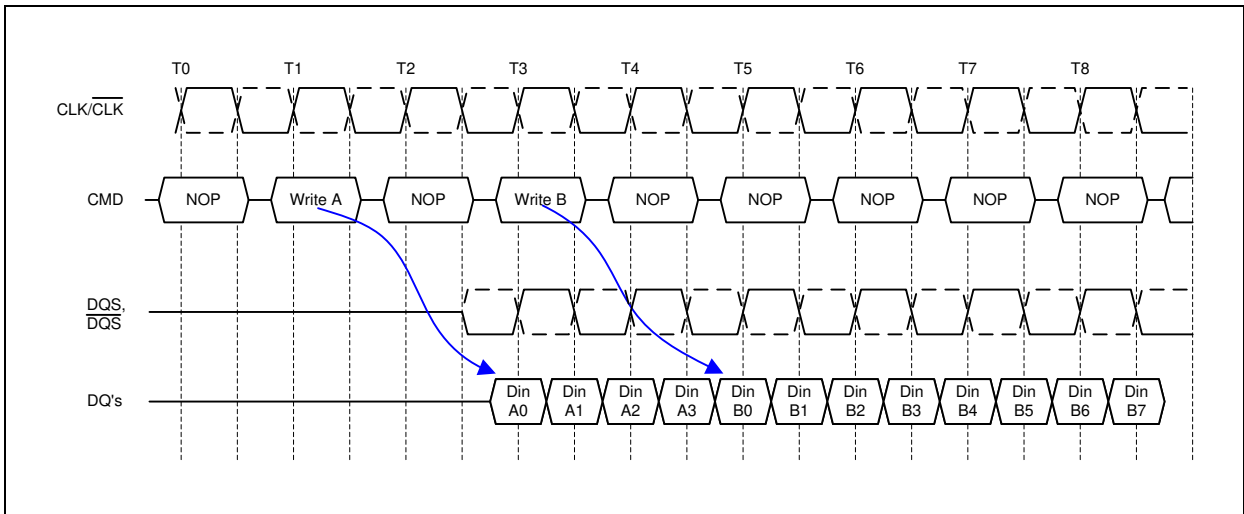 T0 T1 T2 T3 T4 T5 T6 T7 T8
CLK/CLK
CMD NOP Write A NOP Write B NOP NOP NOP NOP NOP
DQS,
DQS
DQ's
Din A0 Din A1 Din A2 Din A3 Din B0 Din B1 Din B2 Din B3 Din B4 Din B5 Din B6 Din B7